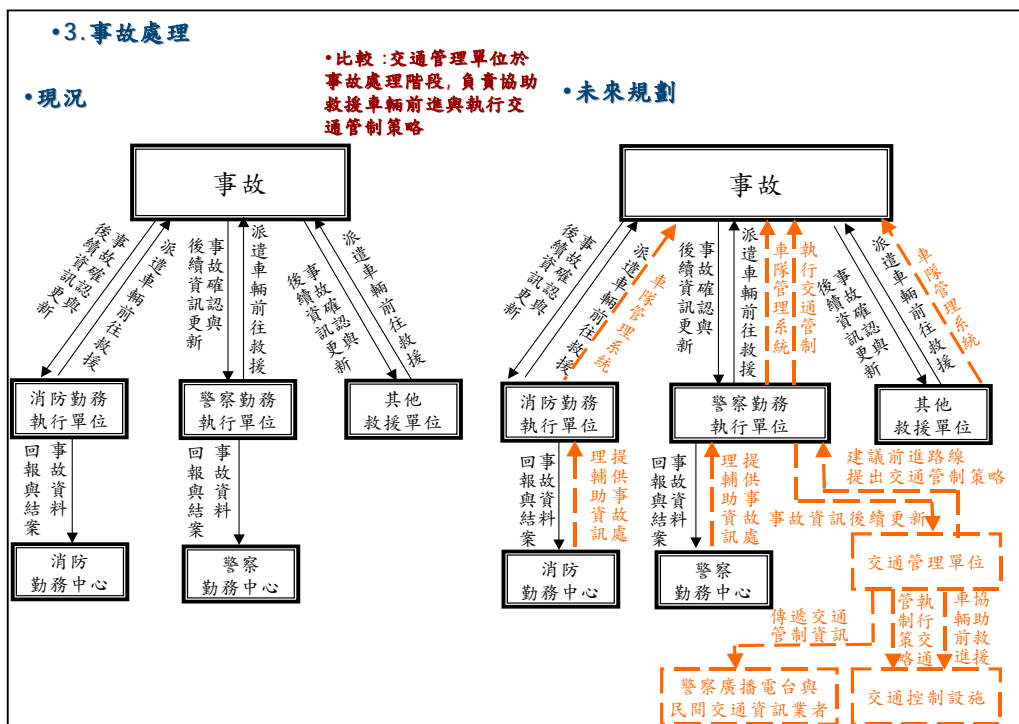 •3.事故處理
•比較:交通管理單位於
事故處理階段,負責協助
救援車輛前進與執行交
通管制策略
•現況
•未來規劃
事故
事故確認與
後續資訊更新
派遣車輛前往救援
事故確認與
後續資訊更新
派遣車輛前往救援
事故確認與
後續資訊更新
派遣車輛前往救援
消防勤務
執行單位
警察勤務
執行單位
其他
救援單位
事故資料
回報與結案
事故資料
回報與結案
消防
勤務中心
警察
勤務中心
事故
事故確認與
後續資訊更新
派遣車輛前往救援
車隊管理系統
事故確認與
後續資訊更新
派遣車輛前往救援
車隊管理系統
執行交通管制
事故確認與
後續資訊更新
派遣車輛前往救援
車隊管理系統
消防勤務
執行單位
警察勤務
執行單位
其他
救援單位
事故資料
回報與結案
提供事故處
理輔助資訊
事故資料
回報與結案
提供事故處
理輔助資訊
建議前進路線
提出交通管制策略
事故資訊後續更新
消防
勤務中心
警察
勤務中心
交通管理單位
傳遞交通
管制資訊
執行交通
管制策略
協助救援
車輛前進
警察廣播電台與
民間交通資訊業者
交通控制設施